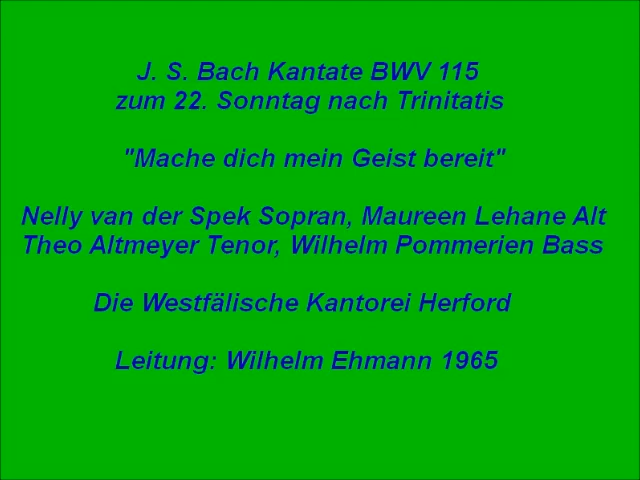 J. S. Bach Kantate BWV 115
zum 22. Sonntag nach Trinitatis
"Mache dich mein Geist bereit"
Nelly van der Spek Sopran, Maureen Lehane Alt
Theo Altmeyer Tenor, Wilhelm Pommerien Bass
Die Westfälische Kantorei Herford
Leitung: Wilhelm Ehmann 1965